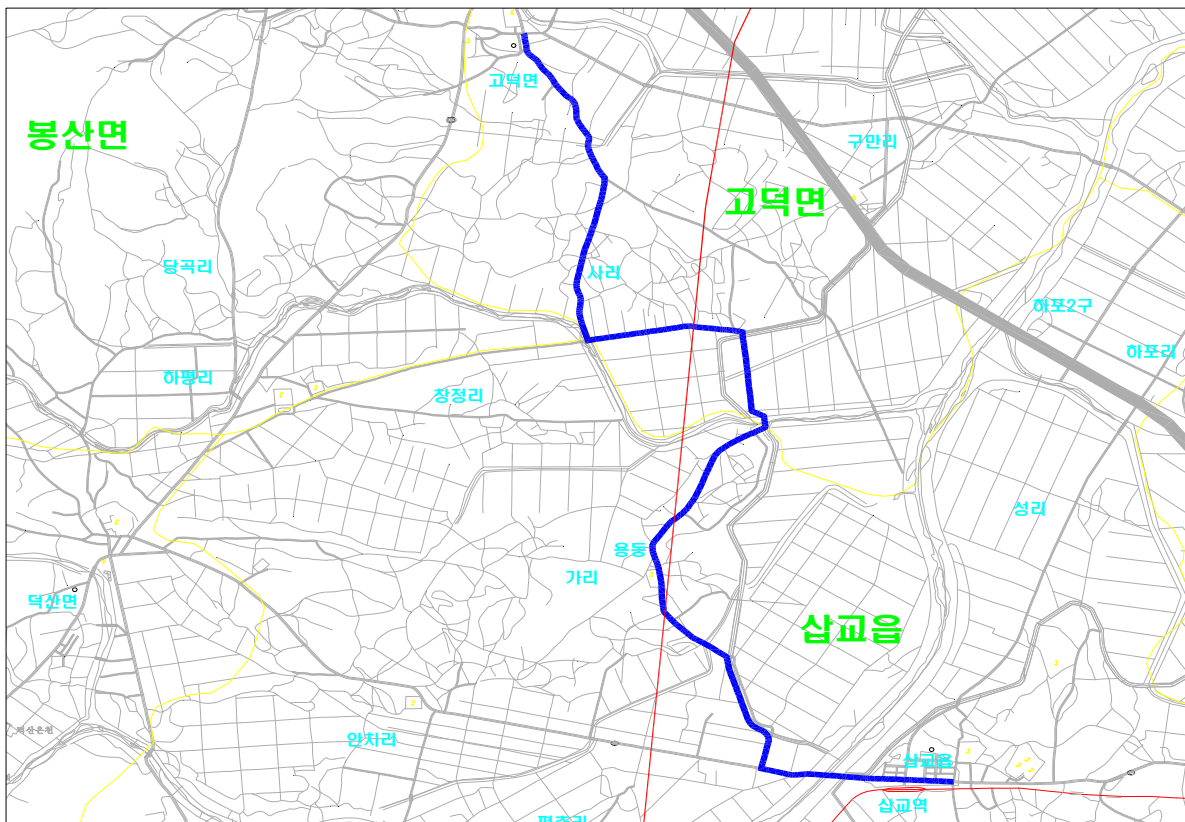 고덕면
봉산면
구만리
고덕면
당곡리
사리
하포2구
하포리
하평리
창정리
성리
용동
가리
덕산면
삽교읍
안치리
삽교읍
삽교역